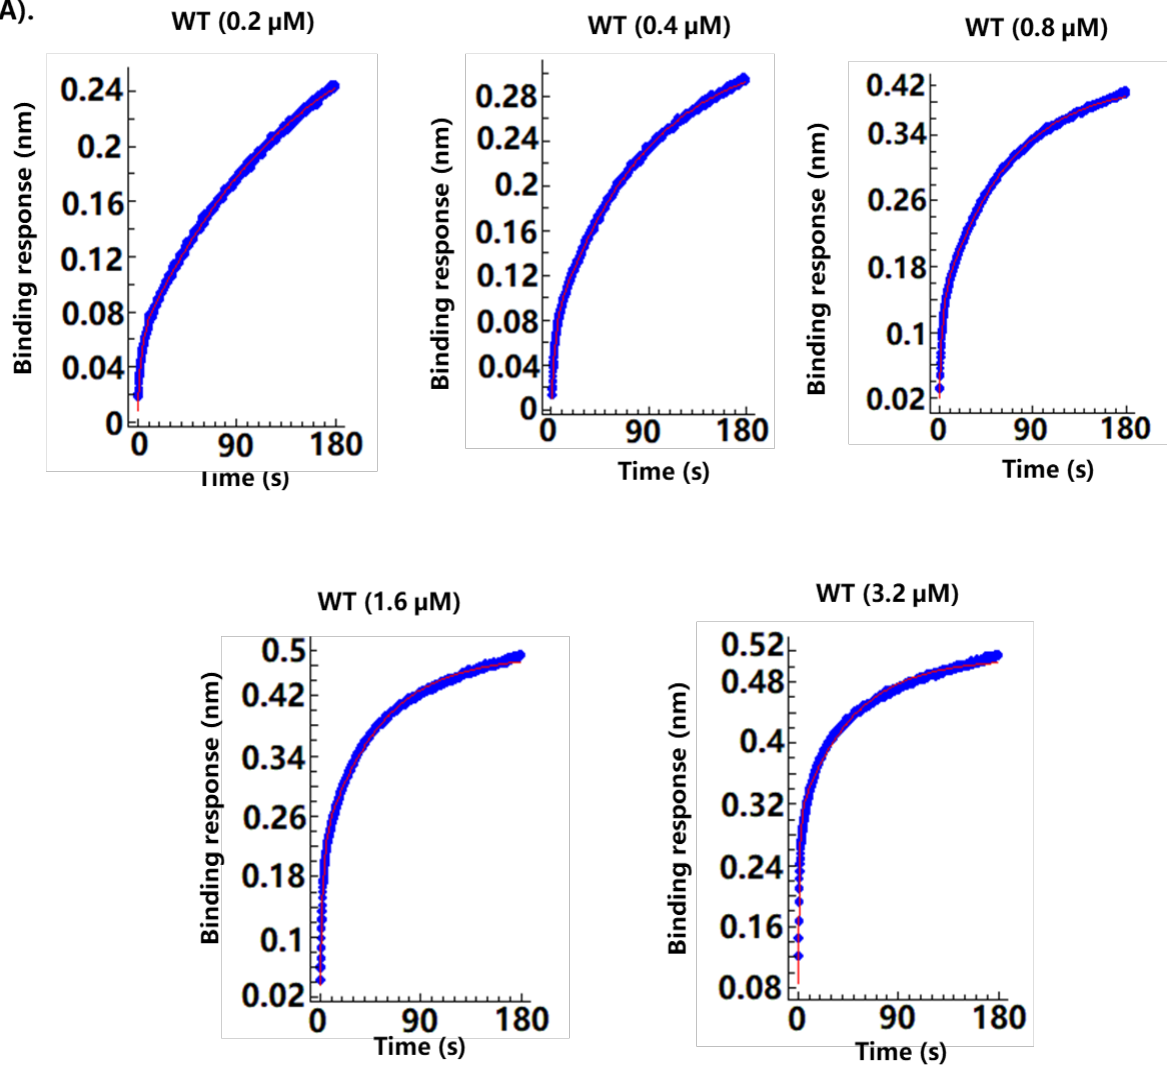 A).
WT (0.2 μM)
WT (0.4 μM)
WT (0.8 μM)
Binding response (nm)
0.24
0.2
0.16
0.12
0.08
0.04
0
0 90 180
Time (s)
Binding response (nm)
0.28
0.24
0.2
0.16
0.12
0.08
0.04
0
0 90 180
Time (s)
Binding response (nm)
0.42
0.34
0.26
0.18
0.1
0.02
0 90 180
Time (s)
WT (1.6 μM)
WT (3.2 μM)
Binding response (nm)
0.5
0.42
0.34
0.26
0.18
0.1
0.02
0 90 180
Time (s)
Binding response (nm)
0.52
0.48
0.4
0.32
0.24
0.16
0.08
0 90 180
Time (s)